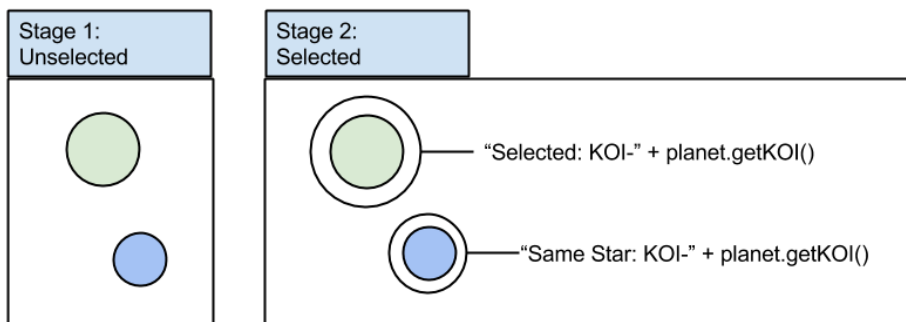 Stage 1:
Unselected
Stage 2:
Selected
“Selected: KOI-” + planet.getKOI()
“Same Star: KOI-” + planet.getKOI()